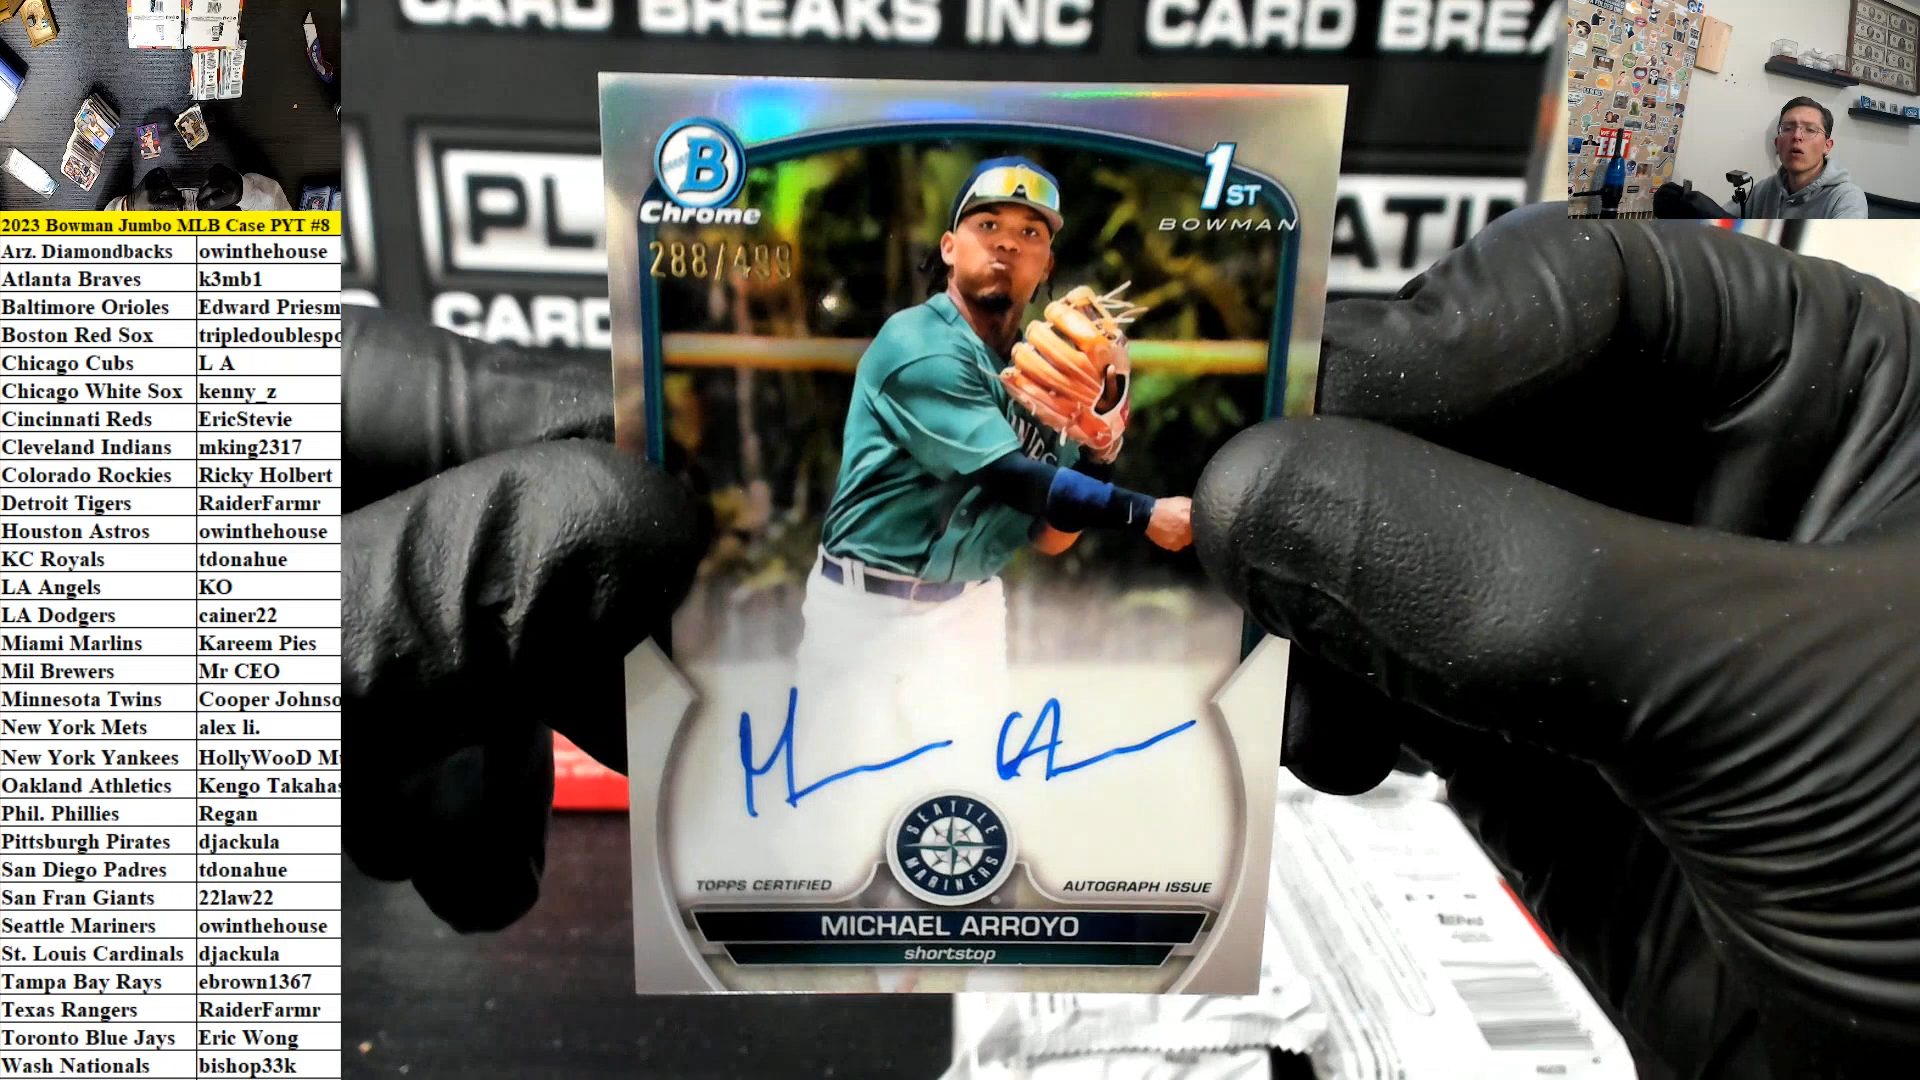 CARD BREAKS INC CARD BREA
2023 Bowman Jumbo MLB Case PYT #8
Arz. Diamondbacks owinthehouse
Atlanta Braves k3mb1
Baltimore Orioles Edward Priesm
Boston Red Sox tripledoublespo
Chicago Cubs L A
Chicago White Sox kenny_z
Cincinnati Reds EricStevie
Cleveland Indians mking2317
Colorado Rockies Ricky Holbert
Detroit Tigers RaiderFarmr
Houston Astros owinthehouse
KC Royals tdonahue
LA Angels KO
LA Dodgers cainer22
Miami Marlins Kareem Pies
Mil Brewers Mr CEO
Minnesota Twins Cooper Johnso
New York Mets alex li.
New York Yankees HollyWooD M
Oakland Athletics Kengo Takahas
Phil. Phillies Regan
Pittsburgh Pirates djackula
San Diego Padres tdonahue
San Fran Giants 22law22
Seattle Mariners owinthehouse
St. Louis Cardinals djackula
Tampa Bay Rays ebrown1367
Texas Rangers RaiderFarmr
Toronto Blue Jays Eric Wong
Wash Nationals bishop33k
PL
ATI
CARD
B
Chrome
1ST
BOWMAN
288/499
SEATTLE
MARINERS
TOPPS CERTIFIED
AUTOGRAPH ISSUE
MICHAEL ARROYO
shortstop